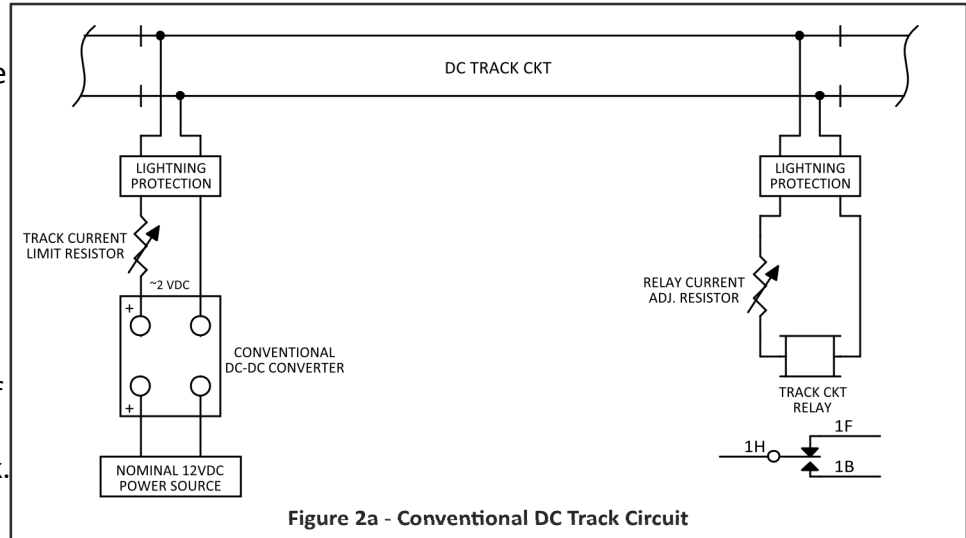 DC TRACK CKT
LIGHTNING
PROTECTION
LIGHTNING
PROTECTION
TRACK CURRENT
LIMIT RESISTOR
~2 VDC
RELAY CURRENT
ADJ. RESISTOR
+
CONVENTIONAL
DC-DC CONVERTER
+
TRACK CKT
RELAY
NOMINAL 12VDC
POWER SOURCE
1F
1H
1B
Figure 2a - Conventional DC Track Circuit